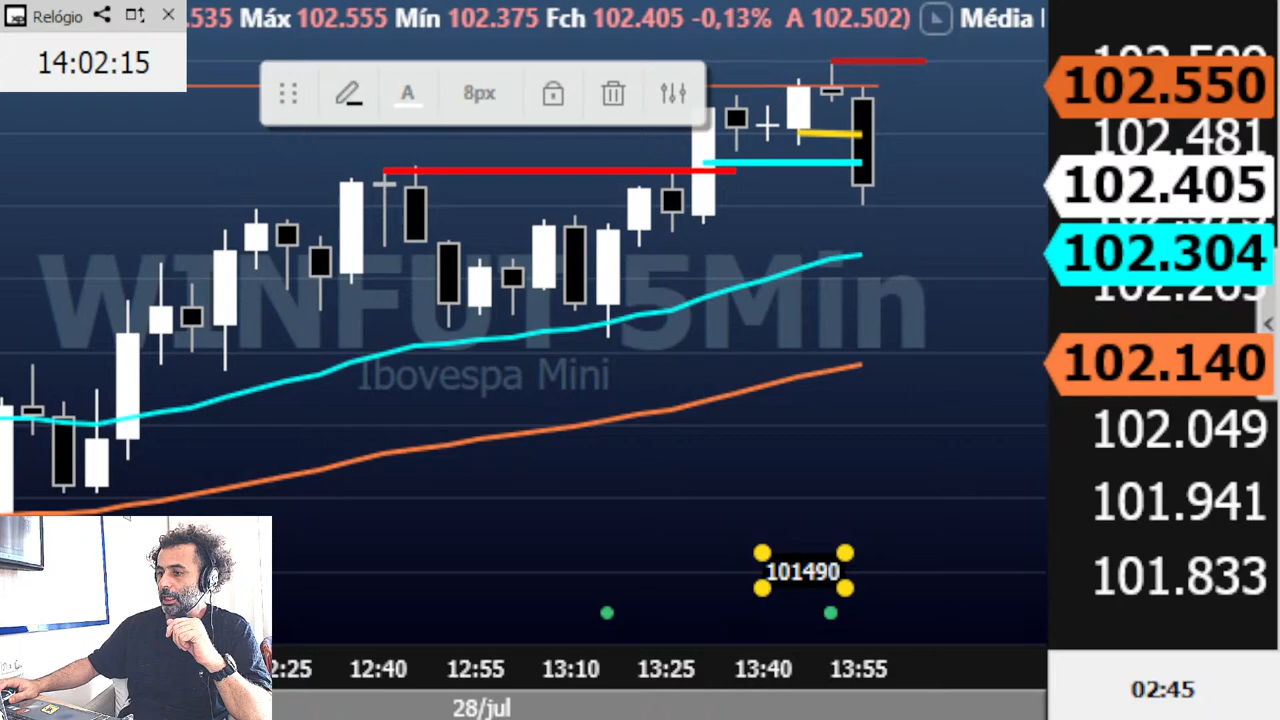 Relógio
.535 Máx 102.555 Mín 102.375 Fch 102.405 -0,13% A 102.502)
Média
14:02:15
A
8px
102.550
102.481
102.405
102.304
102.265
102.140
102.049
101.941
101.833
WINFUT 5Min
Ibovespa Mini
101490
2:25 12:40 12:55 13:10 13:25 13:40 13:55
02:45
28/jul